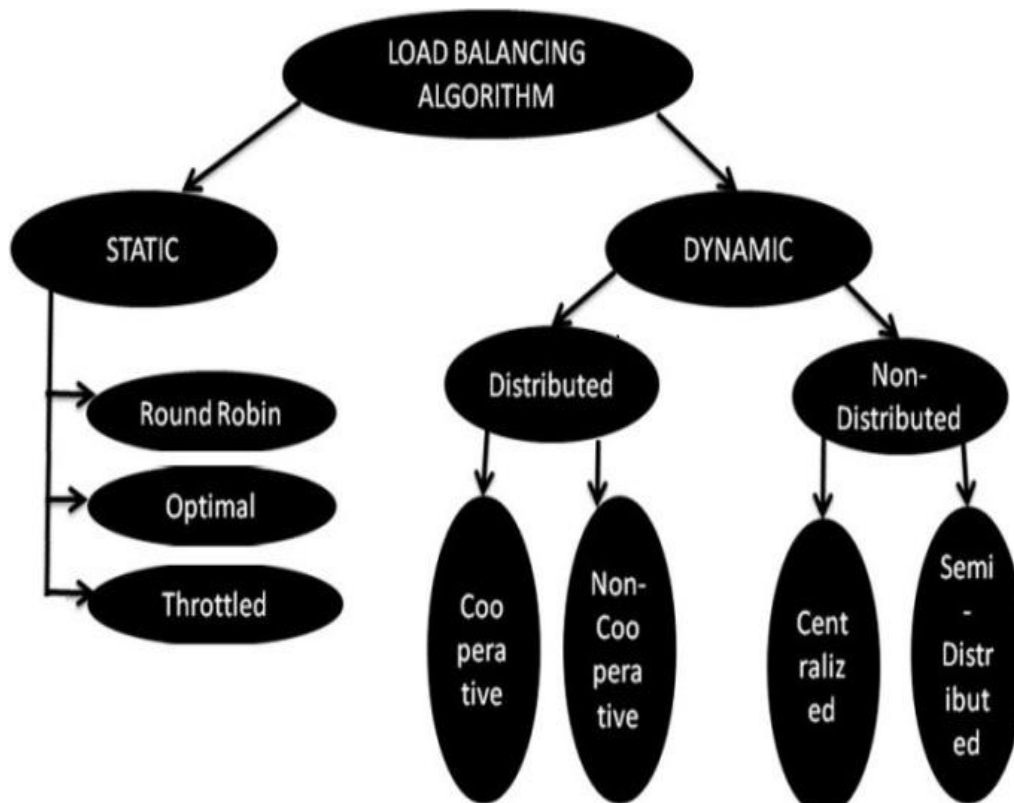 LOAD BALANCING
ALGORITHM
STATIC
DYNAMIC
Round Robin
Optimal
Throttled
Distributed
Non-
Distributed
Coo
pera
tive
Non-
Coo
pera
tive
Cent
raliz
ed
Semi
-
Distr
ibut
ed